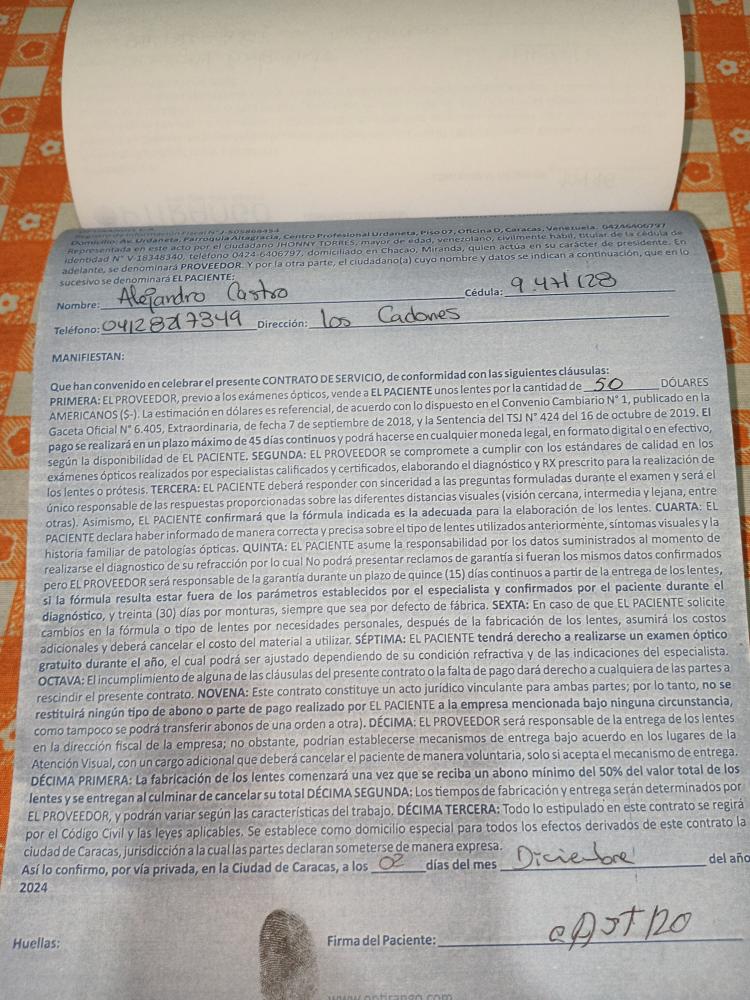 Domicilio: Av. Urdaneta, Parroquia Altagracia, Centro Profesional Urdaneta, Piso 07, Oficina D, Caracas, Venezuela. 04246406797
Representada en este acto por el ciudadano JHONNY TORRES, mayor de edad, venezolano, civilmente hábil, titular de la cédula de
identidad N° V-18348340, teléfono 0424-6406797, domiciliado en Chacao, Miranda, quien actúa en su carácter de presidente. En
adelante, se denominará PROVEEDOR. Y por la otra parte, el ciudadano(a) cuyo nombre y datos se indican a continuación, que en lo
sucesivo se denominará EL PACIENTE:
Nombre: Alejandro Castro Cédula: 9.471128
Teléfono: 04128217349 Dirección: los Cadones
MANIFIESTAN:
Que han convenido en celebrar el presente CONTRATO DE SERVICIO, de conformidad con las siguientes cláusulas:
PRIMERA: EL PROVEEDOR, previo a los exámenes ópticos, vende a EL PACIENTE unos lentes por la cantidad de 50 DÓLARES
AMERICANOS ($-). La estimación en dólares es referencial, de acuerdo con lo dispuesto en el Convenio Cambiario N° 1, publicado en la
Gaceta Oficial N° 6.405, Extraordinaria, de fecha 7 de septiembre de 2018, y la Sentencia del TSJ N° 424 del 16 de octubre de 2019. El
pago se realizará en un plazo máximo de 45 días continuos y podrá hacerse en cualquier moneda legal, en formato digital o en efectivo,
según la disponibilidad de EL PACIENTE. SEGUNDA: EL PROVEEDOR se compromete a cumplir con los estándares de calidad en los
exámenes ópticos realizados por especialistas calificados y certificados, elaborando el diagnóstico y RX prescrito para la realización de
los lentes o prótesis. TERCERA: EL PACIENTE deberá responder con sinceridad a las preguntas formuladas durante el examen y será el
único responsable de las respuestas proporcionadas sobre las diferentes distancias visuales (visión cercana, intermedia y lejana, entre
otras). Asimismo, EL PACIENTE confirmará que la fórmula indicada es la adecuada para la elaboración de los lentes. CUARTA: EL
PACIENTE declara haber informado de manera correcta y precisa sobre el tipo de lentes utilizados anteriormente, síntomas visuales y la
historia familiar de patologías ópticas. QUINTA: EL PACIENTE asume la responsabilidad por los datos suministrados al momento de
realizarse el diagnostico de su refracción por lo cual No podrá presentar reclamos de garantía si fueran los mismos datos confirmados
pero EL PROVEEDOR será responsable de la garantía durante un plazo de quince (15) días continuos a partir de la entrega de los lentes,
si la fórmula resulta estar fuera de los parámetros establecidos por el especialista y confirmados por el paciente durante el
diagnóstico, y treinta (30) días por monturas, siempre que sea por defecto de fábrica. SEXTA: En caso de que EL PACIENTE solicite
cambios en la fórmula o tipo de lentes por necesidades personales, después de la fabricación de los lentes, asumirá los costos
adicionales y deberá cancelar el costo del material a utilizar. SÉPTIMA: EL PACIENTE tendrá derecho a realizarse un examen óptico
gratuito durante el año, el cual podrá ser ajustado dependiendo de su condición refractiva y de las indicaciones del especialista.
OCTAVA: El incumplimiento de alguna de las cláusulas del presente contrato o la falta de pago dará derecho a cualquiera de las partes a
rescindir el presente contrato. NOVENA: Este contrato constituye un acto jurídico vinculante para ambas partes; por lo tanto, no se
restituirá ningún tipo de abono o parte de pago realizado por EL PACIENTE a la empresa mencionada bajo ninguna circunstancia,
como tampoco se podrá transferir abonos de una orden a otra). DÉCIMA: EL PROVEEDOR será responsable de la entrega de los lentes
en la dirección fiscal de la empresa; no obstante, podrían establecerse mecanismos de entrega bajo acuerdo en los lugares de la
Atención Visual, con un cargo adicional que deberá cancelar el paciente de manera voluntaria, solo si acepta el mecanismo de entrega.
DÉCIMA PRIMERA: La fabricación de los lentes comenzará una vez que se reciba un abono mínimo del 50% del valor total de los
lentes y se entregan al culminar de cancelar su total DÉCIMA SEGUNDA: Los tiempos de fabricación y entrega serán determinados por
EL PROVEEDOR, y podrán variar según las características del trabajo. DÉCIMA TERCERA: Todo lo estipulado en este contrato se regirá
por el Código Civil y las leyes aplicables. Se establece como domicilio especial para todos los efectos derivados de este contrato la
ciudad de Caracas, jurisdicción a la cual las partes declaran someterse de manera expresa.
Así lo confirmo, por vía privada, en la Ciudad de Caracas, a los 02 días del mes Diciembre del año
2024
Huellas: Firma del Paciente: cAstRo
www.optirango.com